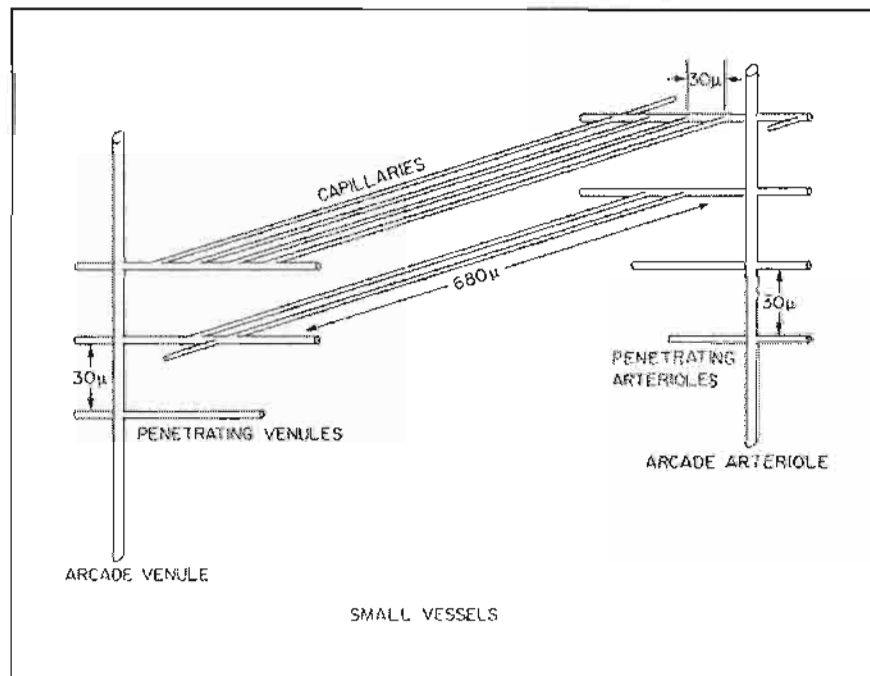 30μ
CAPILLARIES
680μ
30μ
PENETRATING
ARTERIOLES
30μ
PENETRATING VENULES
ARCADE ARTERIOLE
ARCADE VENULE
SMALL VESSELS